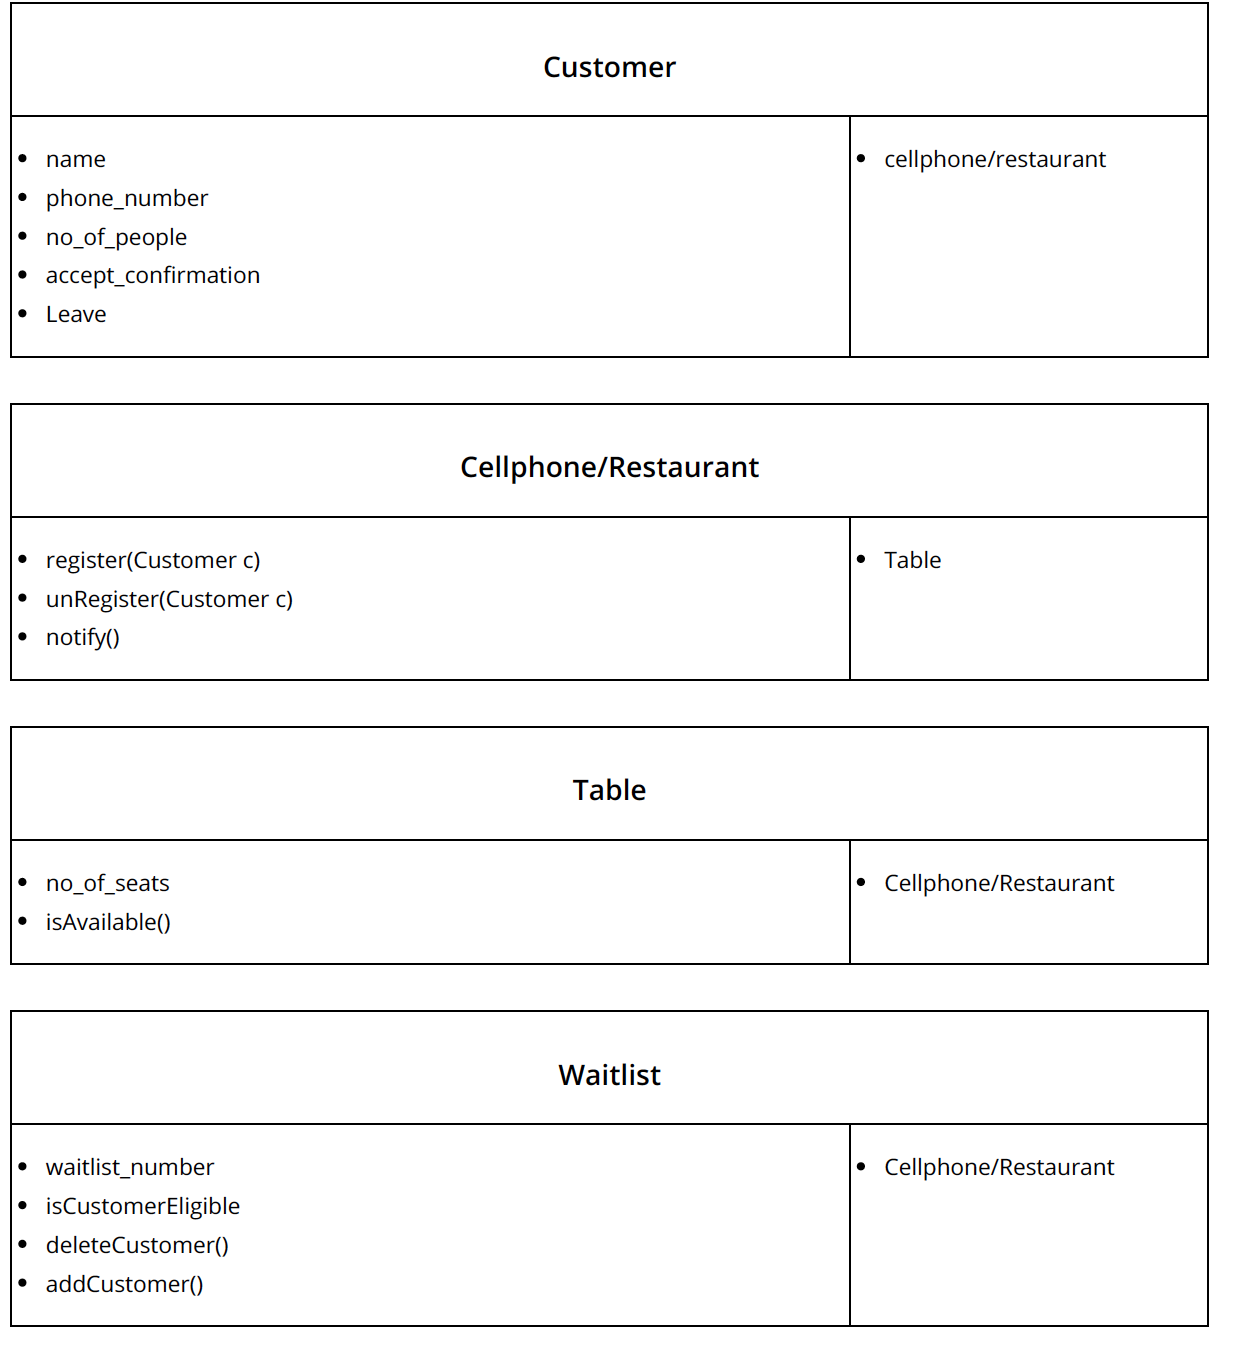 Customer
name
cellphone/restaurant
phone_number
no_of_people
accept_confirmation
Leave
Cellphone/Restaurant
register(Customer c)
Table
unRegister(Customer c)
notify()
Table
no_of_seats
Cellphone/Restaurant
isAvailable()
Waitlist
waitlist_number
Cellphone/Restaurant
isCustomerEligible
deleteCustomer()
addCustomer()